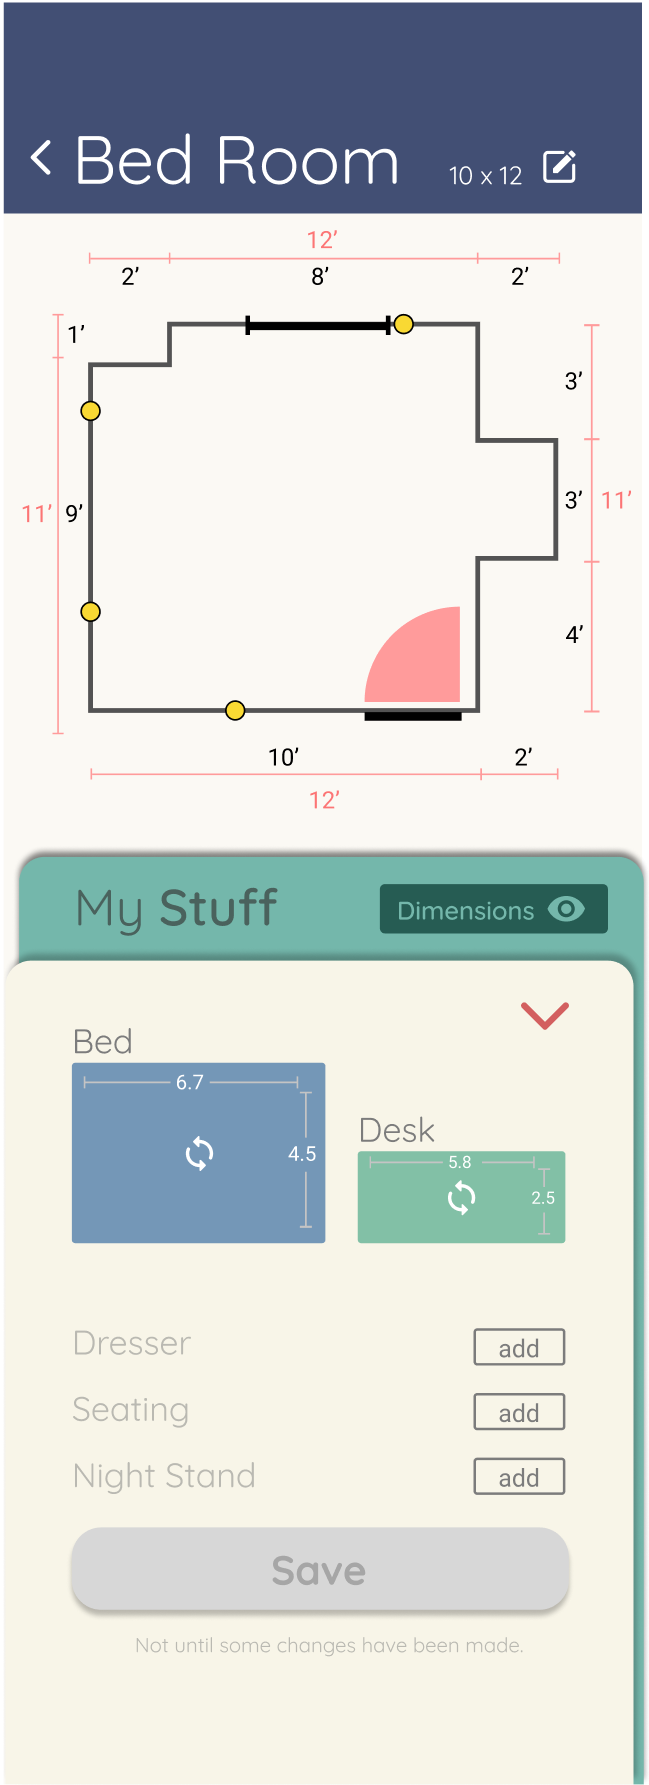 Bed Room 10 x 12
12’
2’ 8’ 2’
1’
3’
11’ 9’ 3’ 11’
4’
10’ 2’
12’
My Stuff Dimensions
Bed
6.7
4.5
Desk
5.8
2.5
Dresser add
Seating add
Night Stand add
Save
Not until some changes have been made.